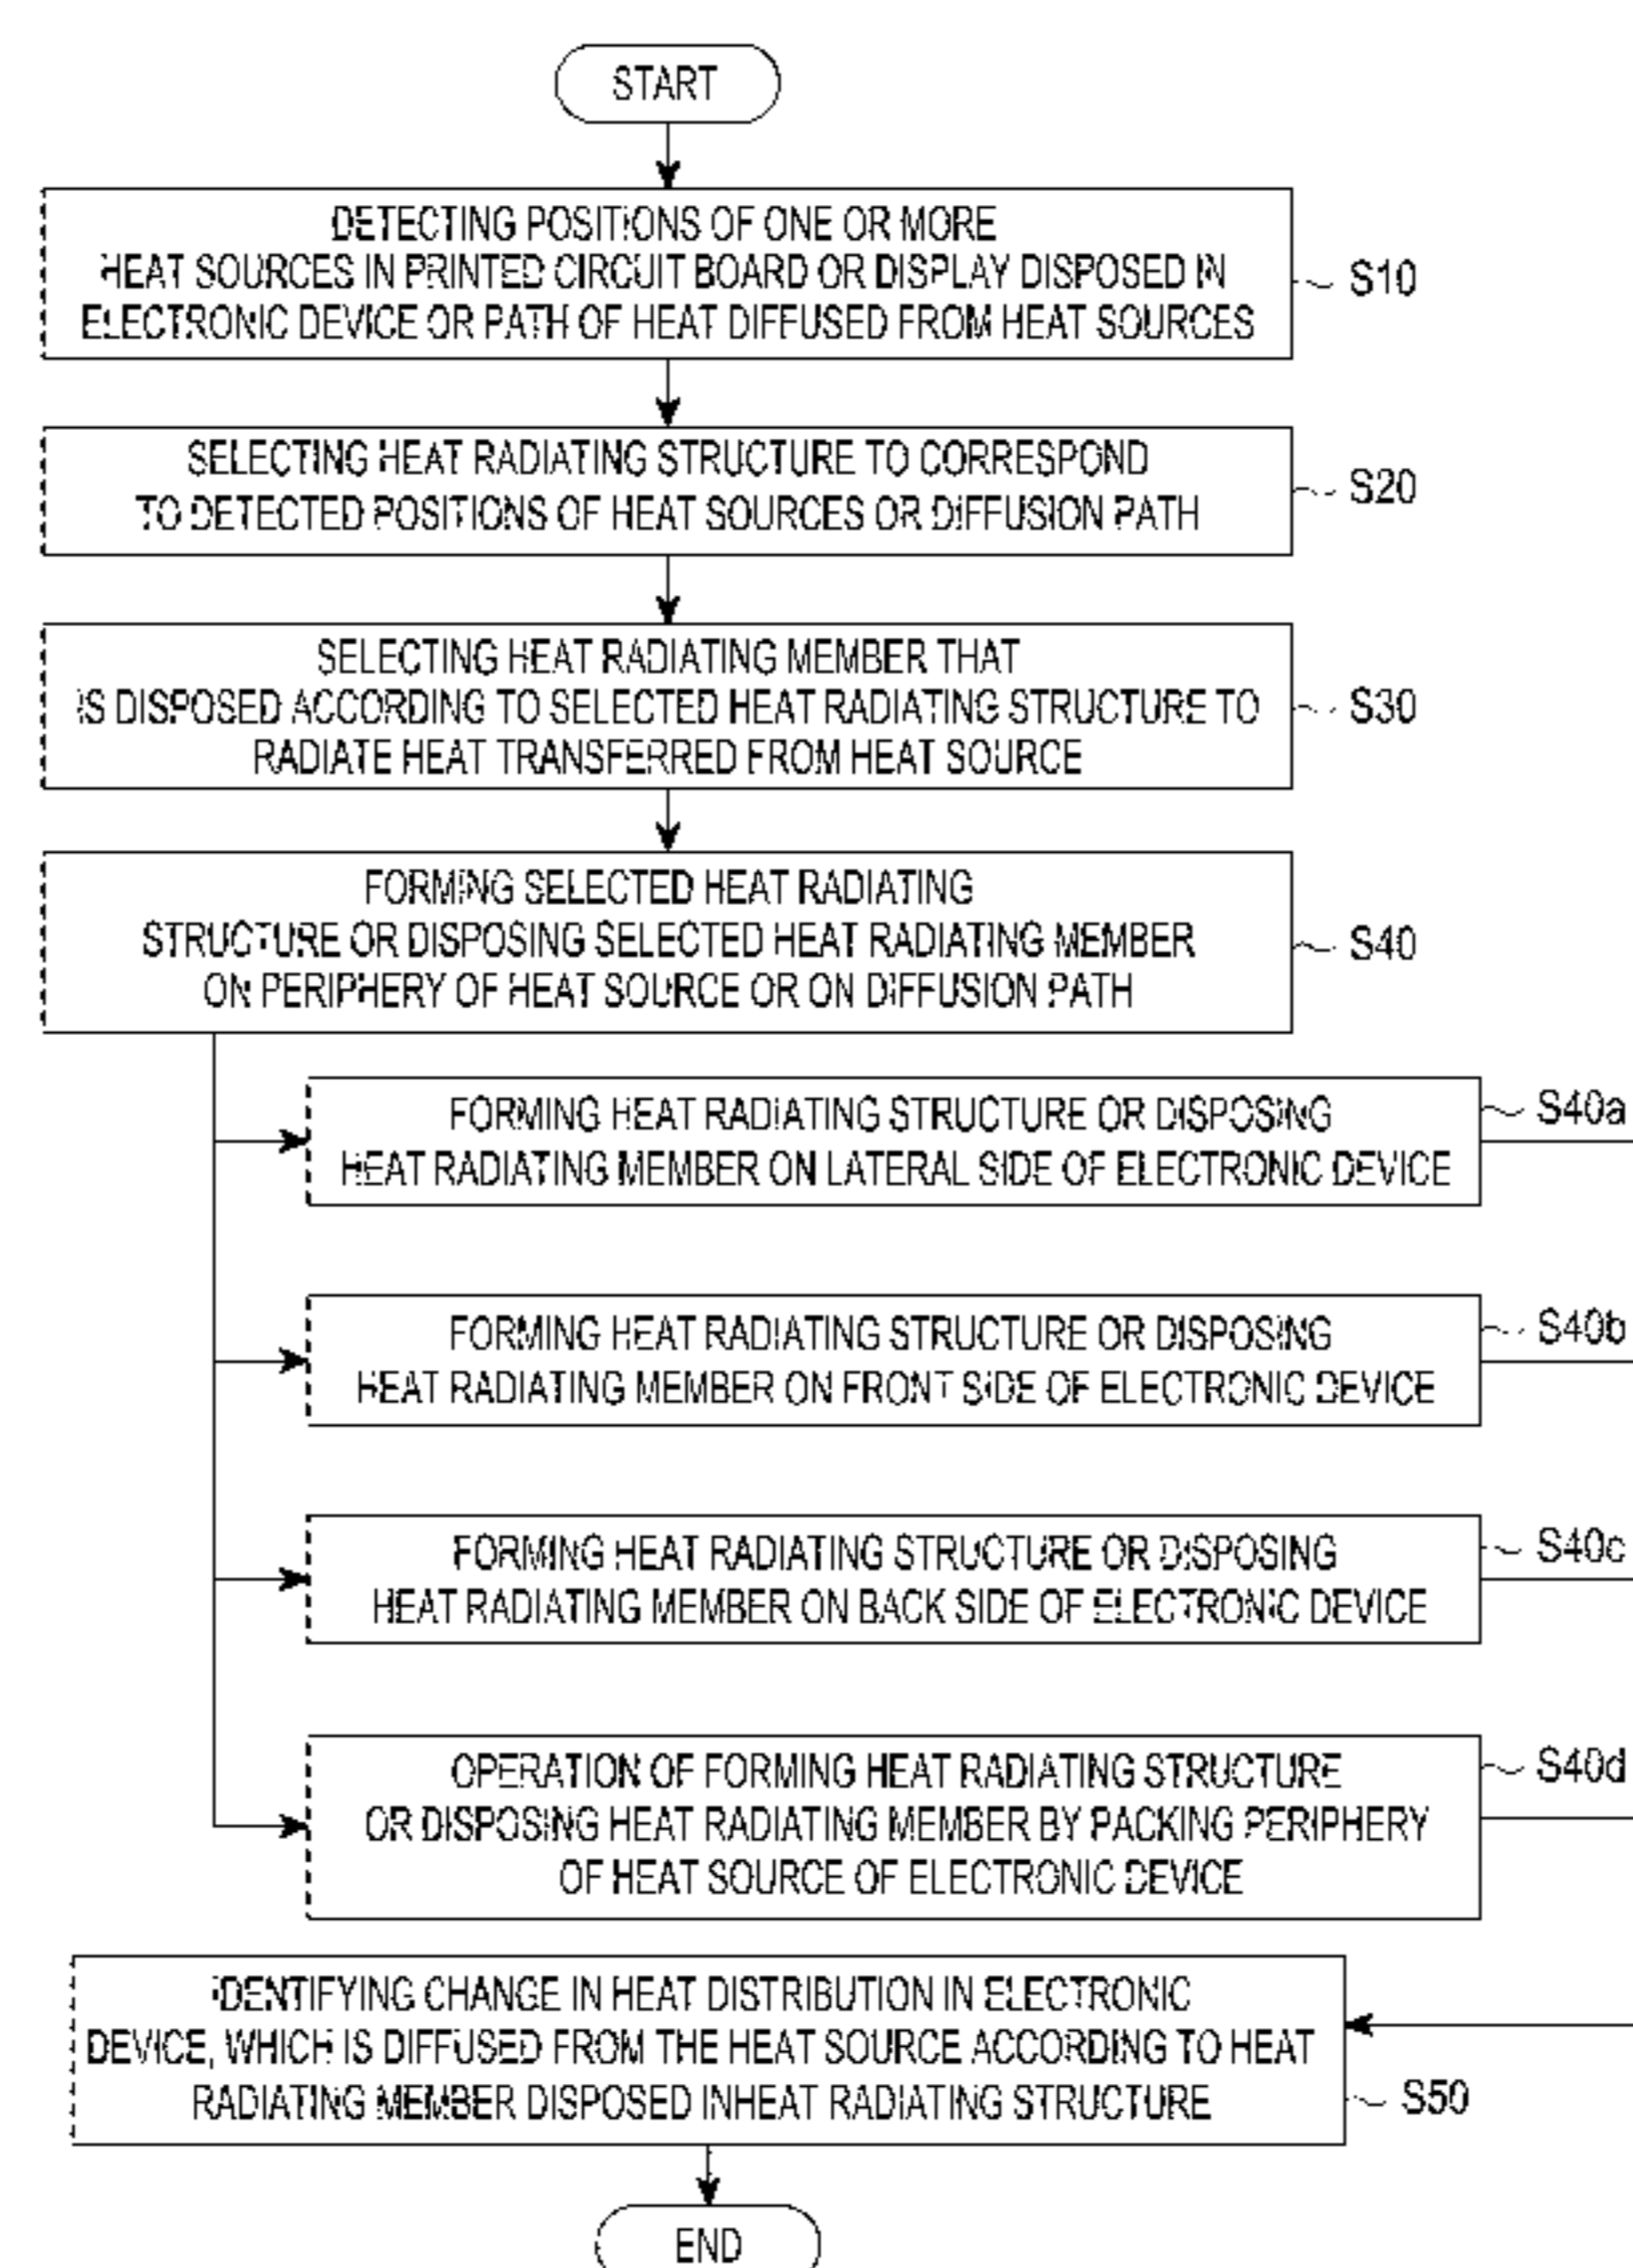 START
DETECTING POSITIONS OF ONE OR MORE
HEAT SOURCES IN PRINTED CIRCUIT BOARD OR DISPLAY DISPOSED IN
ELECTRONIC DEVICE OR PATH OF HEAT DIFFUSED FROM HEAT SOURCES
S10
SELECTING HEAT RADIATING STRUCTURE TO CORRESPOND
TO DETECTED POSITIONS OF HEAT SOURCES OR DIFFUSION PATH
S20
SELECTING HEAT RADIATING MEMBER THAT
IS DISPOSED ACCORDING TO SELECTED HEAT RADIATING STRUCTURE TO
RADIATE HEAT TRANSFERRED FROM HEAT SOURCE
S30
FORMING SELECTED HEAT RADIATING
STRUCTURE OR DISPOSING SELECTED HEAT RADIATING MEMBER
ON PERIPHERY OF HEAT SOURCE OR ON DIFFUSION PATH
S40
FORMING HEAT RADIATING STRUCTURE OR DISPOSING
HEAT RADIATING MEMBER ON LATERAL SIDE OF ELECTRONIC DEVICE
S40a
FORMING HEAT RADIATING STRUCTURE OR DISPOSING
HEAT RADIATING MEMBER ON FRONT SIDE OF ELECTRONIC DEVICE
S40b
FORMING HEAT RADIATING STRUCTURE OR DISPOSING
HEAT RADIATING MEMBER ON BACK SIDE OF ELECTRONIC DEVICE
S40c
OPERATION OF FORMING HEAT RADIATING STRUCTURE
OR DISPOSING HEAT RADIATING MEMBER BY PACKING PERIPHERY
OF HEAT SOURCE OF ELECTRONIC DEVICE
S40d
IDENTIFYING CHANGE IN HEAT DISTRIBUTION IN ELECTRONIC
DEVICE, WHICH IS DIFFUSED FROM THE HEAT SOURCE ACCORDING TO HEAT
RADIATING MEMBER DISPOSED INHEAT RADIATING STRUCTURE
S50
END